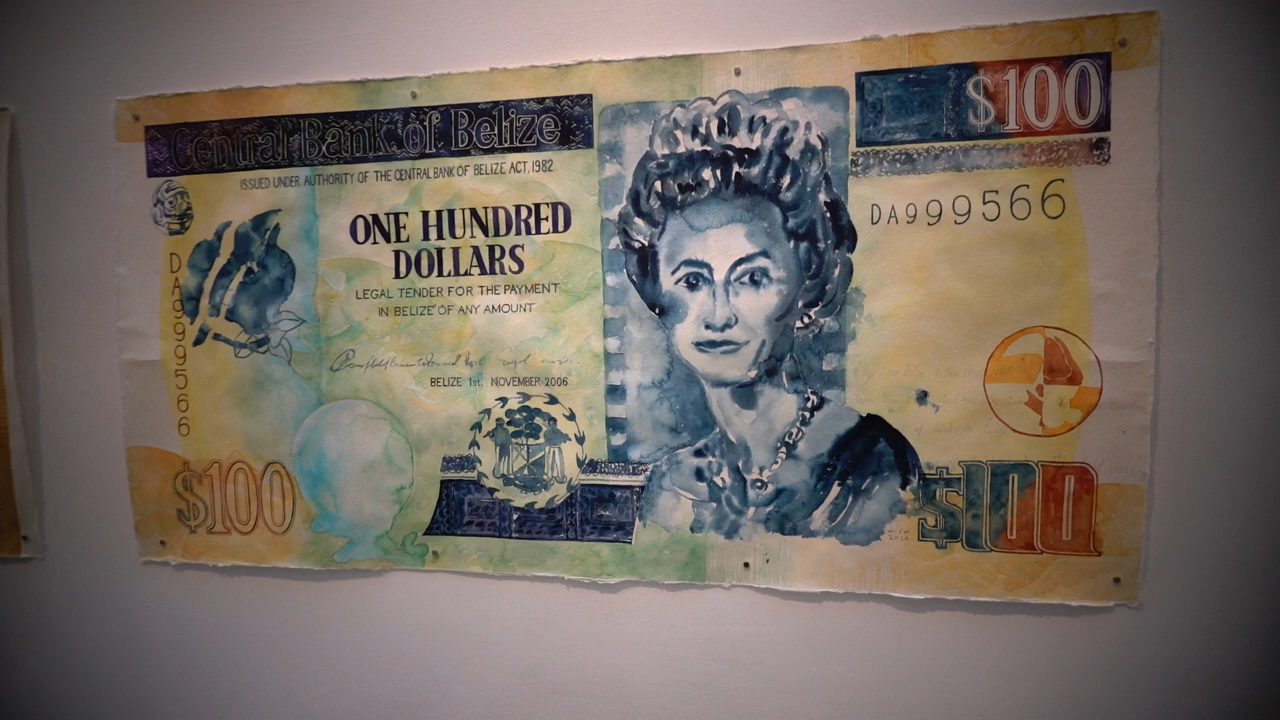 Central Bank of Belize
ISSUED UNDER AUTHORITY OF THE CENTRAL BANK OF BELIZE ACT, 1982
ONE HUNDRED
DOLLARS
LEGAL TENDER FOR THE PAYMENT
IN BELIZE OF ANY AMOUNT
BELIZE 1st. NOVEMBER 2006
DA999566
$100
$100
DA999566
$100